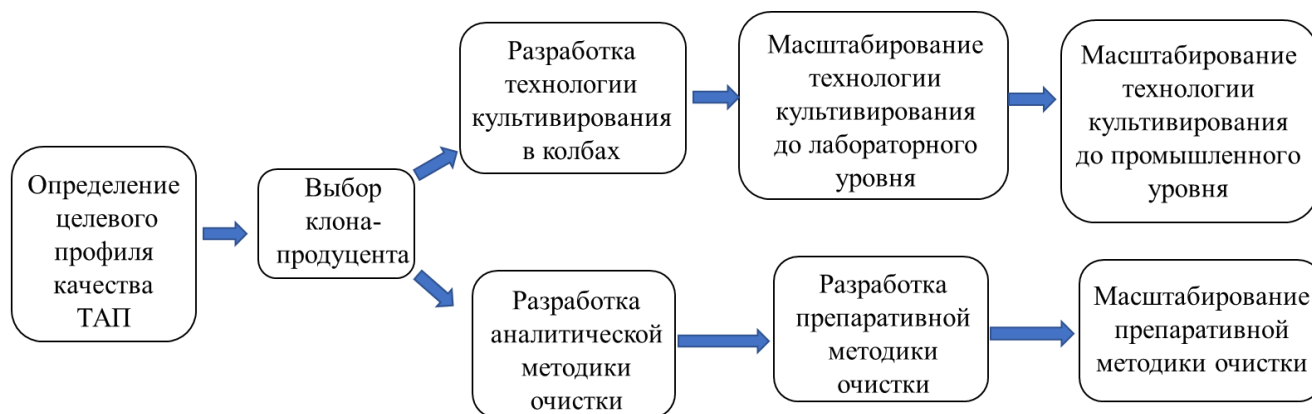 Определение
целевого
профиля
качества
ТАП
Выбор
клона-
продуцента
Разработка
технологии
культивирования
в колбах
Масштабирование
технологии
культивирования
до лабораторного
уровня
Масштабирование
технологии
культивирования
до промышленного
уровня
Разработка
аналитической
методики
очистки
Разработка
препаративной
методики
очистки
Масштабирование
препаративной
методики очистки